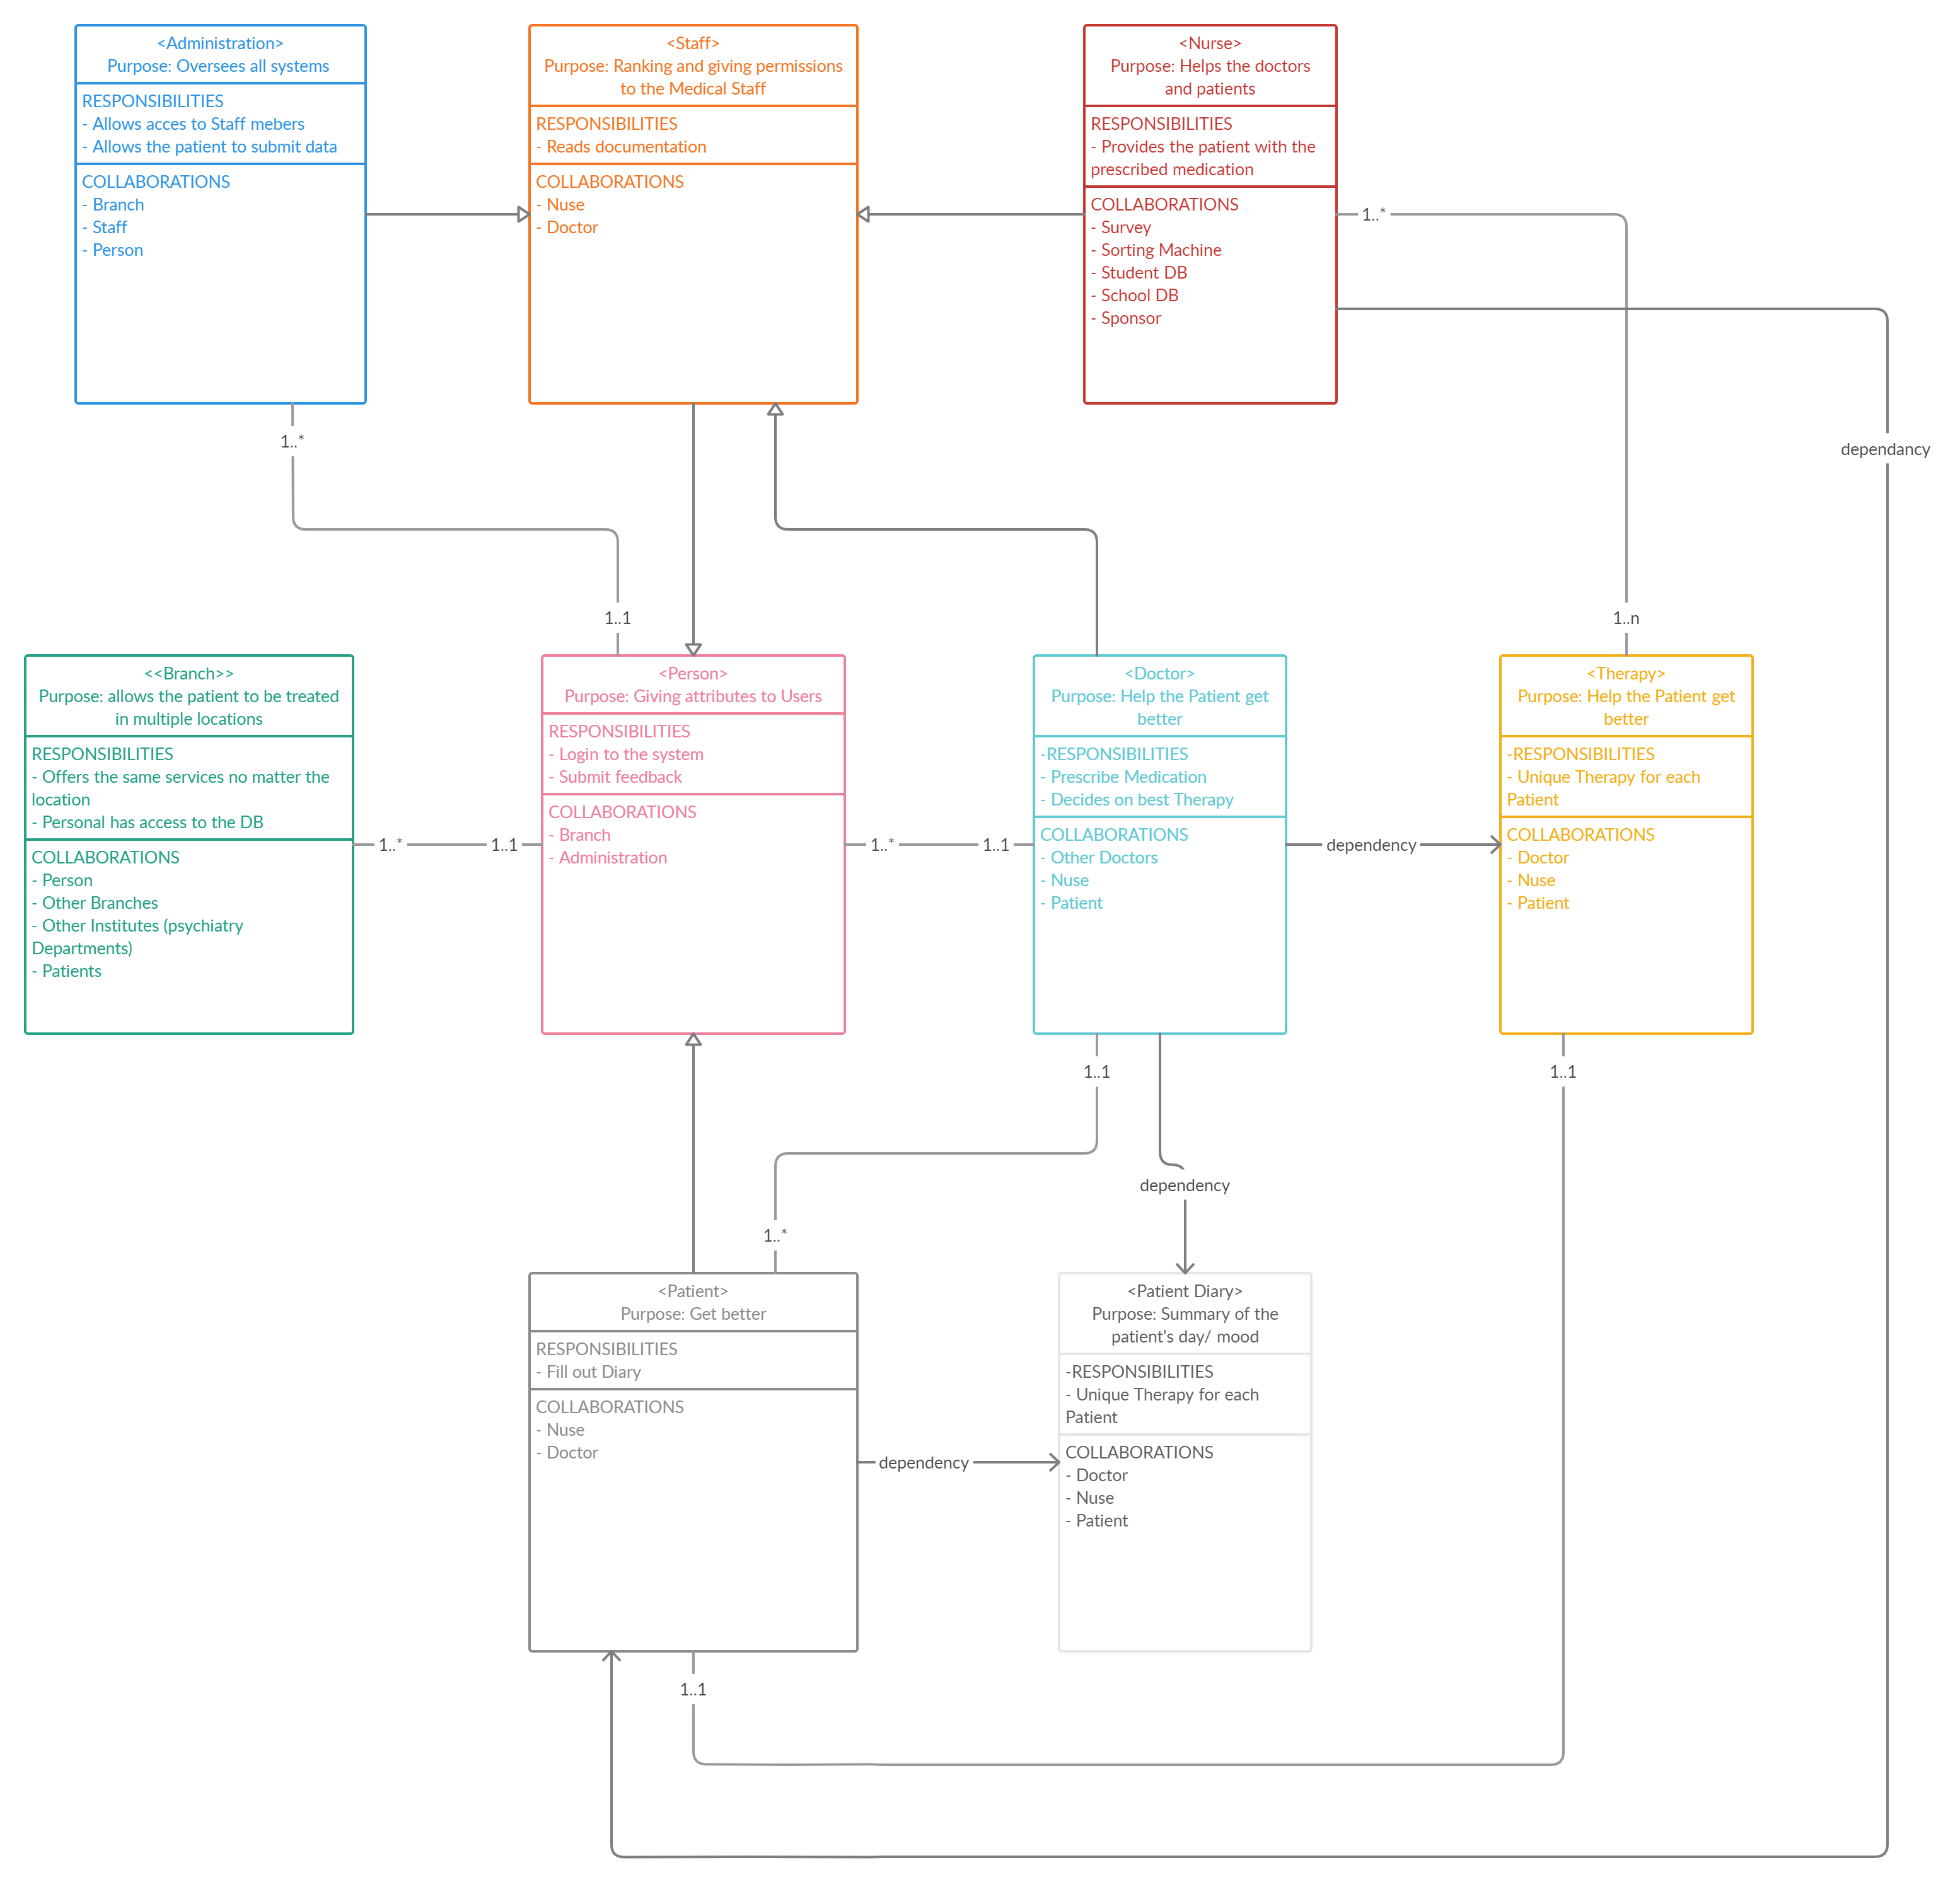 <Administration>
Purpose: Oversees all systems
RESPONSIBILITIES
- Allows acces to Staff mebers
- Allows the patient to submit data
COLLABORATIONS
- Branch
- Staff
- Person
<Staff>
Purpose: Ranking and giving permissions
to the Medical Staff
RESPONSIBILITIES
- Reads documentation
COLLABORATIONS
- Nuse
- Doctor
<Nurse>
Purpose: Helps the doctors
and patients
RESPONSIBILITIES
- Provides the patient with the
prescribed medication
COLLABORATIONS
- Survey
- Sorting Machine
- Student DB
- School DB
- Sponsor
1..*
dependancy
1..*
1..1
1..n
<<Branch>>
Purpose: allows the patient to be treated
in multiple locations
RESPONSIBILITIES
- Offers the same services no matter the
location
- Personal has access to the DB
COLLABORATIONS
- Person
- Other Branches
- Other Institutes (psychiatry
Departments)
- Patients
1..*
1..1
<Person>
Purpose: Giving attributes to Users
RESPONSIBILITIES
- Login to the system
- Submit feedback
COLLABORATIONS
- Branch
- Administration
1..*
1..1
<Doctor>
Purpose: Help the Patient get
better
-RESPONSIBILITIES
- Prescribe Medication
- Decides on best Therapy
COLLABORATIONS
- Other Doctors
- Nuse
- Patient
dependency
<Therapy>
Purpose: Help the Patient get
better
-RESPONSIBILITIES
- Unique Therapy for each
Patient
COLLABORATIONS
- Doctor
- Nuse
- Patient
1..1
1..1
dependency
1..*
<Patient>
Purpose: Get better
RESPONSIBILITIES
- Fill out Diary
COLLABORATIONS
- Nuse
- Doctor
dependency
<Patient Diary>
Purpose: Summary of the
patient's day/ mood
-RESPONSIBILITIES
- Unique Therapy for each
Patient
COLLABORATIONS
- Doctor
- Nuse
- Patient
1..1